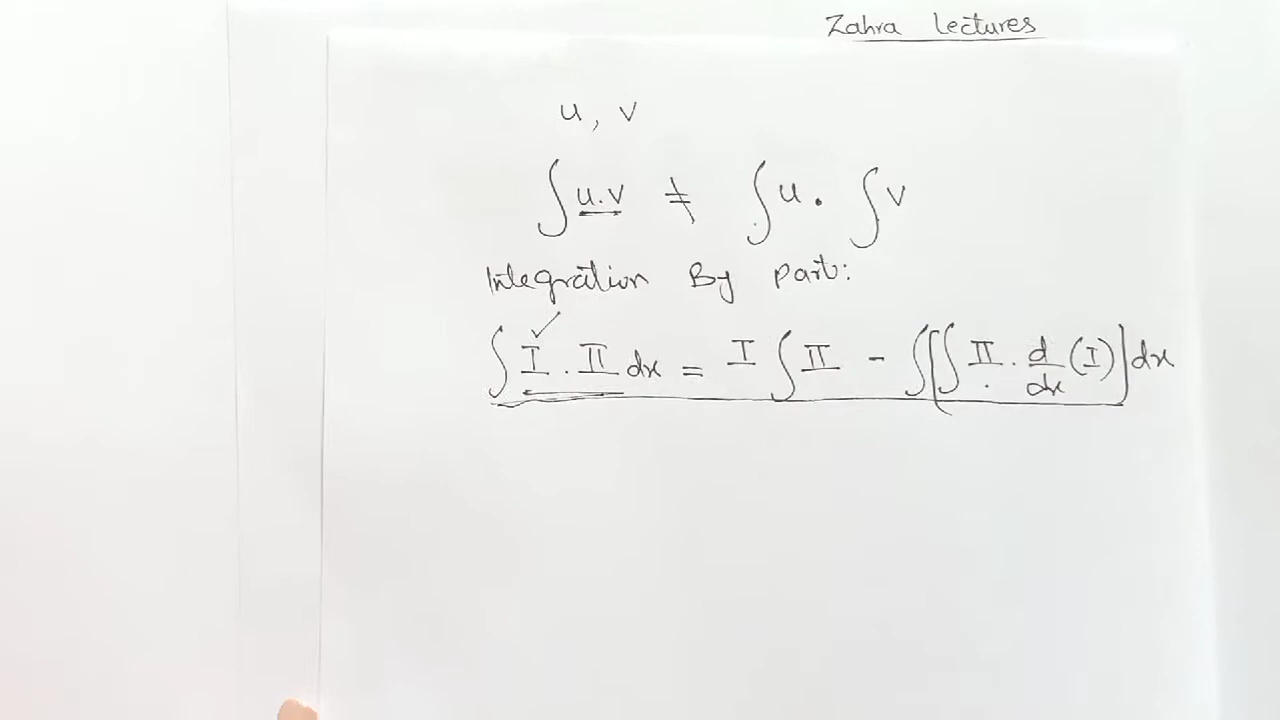 Zahra Lectures
u, v
∫u.v ≠ ∫u. ∫v
Integration By part:
∫I . II dx = I ∫II - ∫[∫II . d/dx (I)]dx